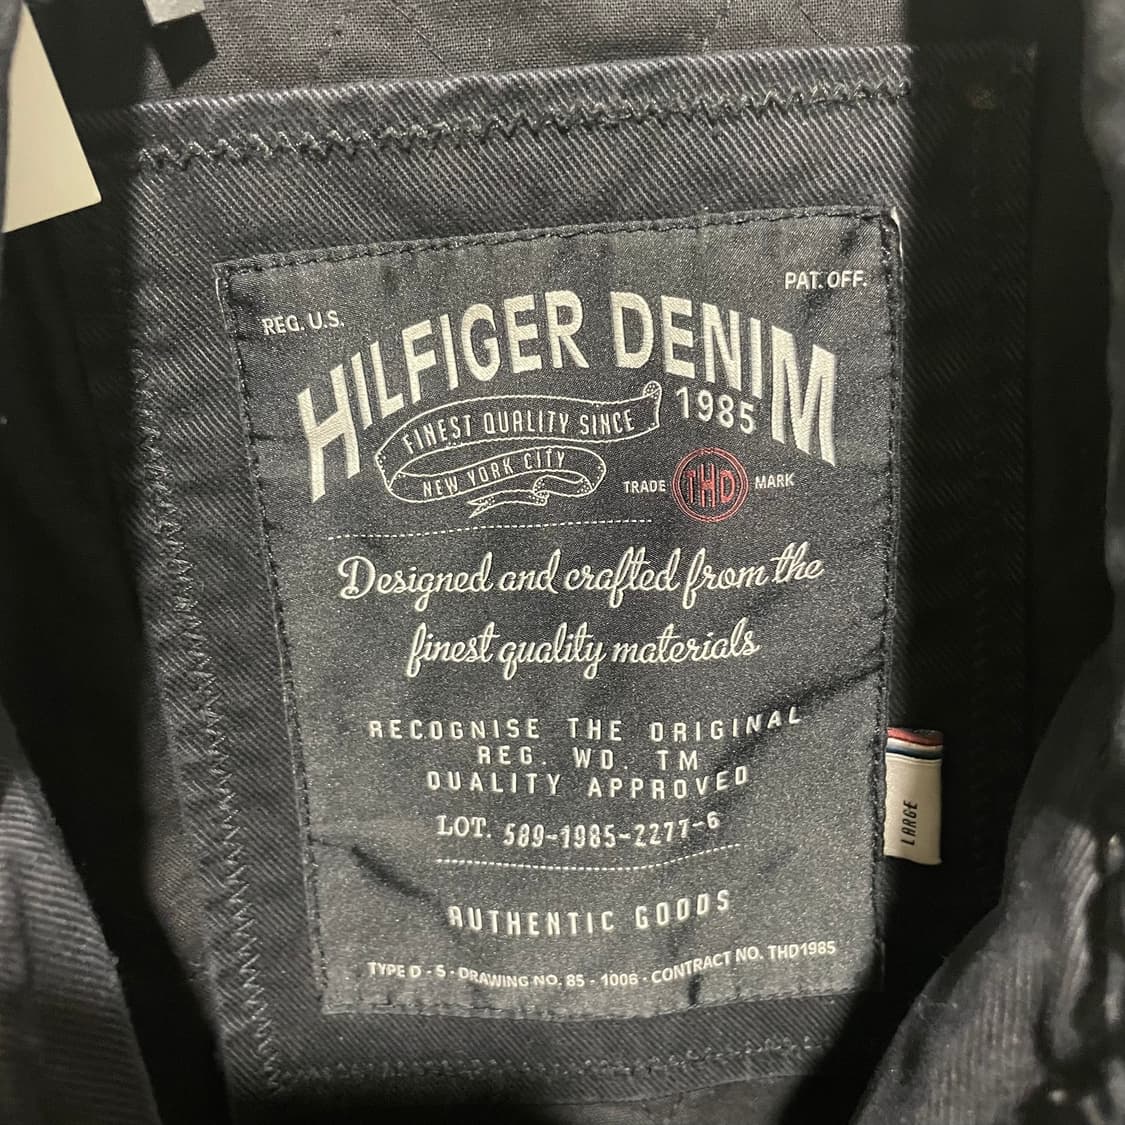 REG. U.S.
PAT. OFF.
HILFIGER DENIM
FINEST QUALITY SINCE 1985
NEW YORK CITY
TRADE THD MARK
Designed and crafted from the
finest quality materials
RECOGNISE THE ORIGINAL
REG. WD. TM
QUALITY APPROVED
LOT. 589-1985-2277-6
AUTHENTIC GOODS
TYPE D - S - DRAWING NO. 85 - 1006 - CONTRACT NO. THD1985
LARGE